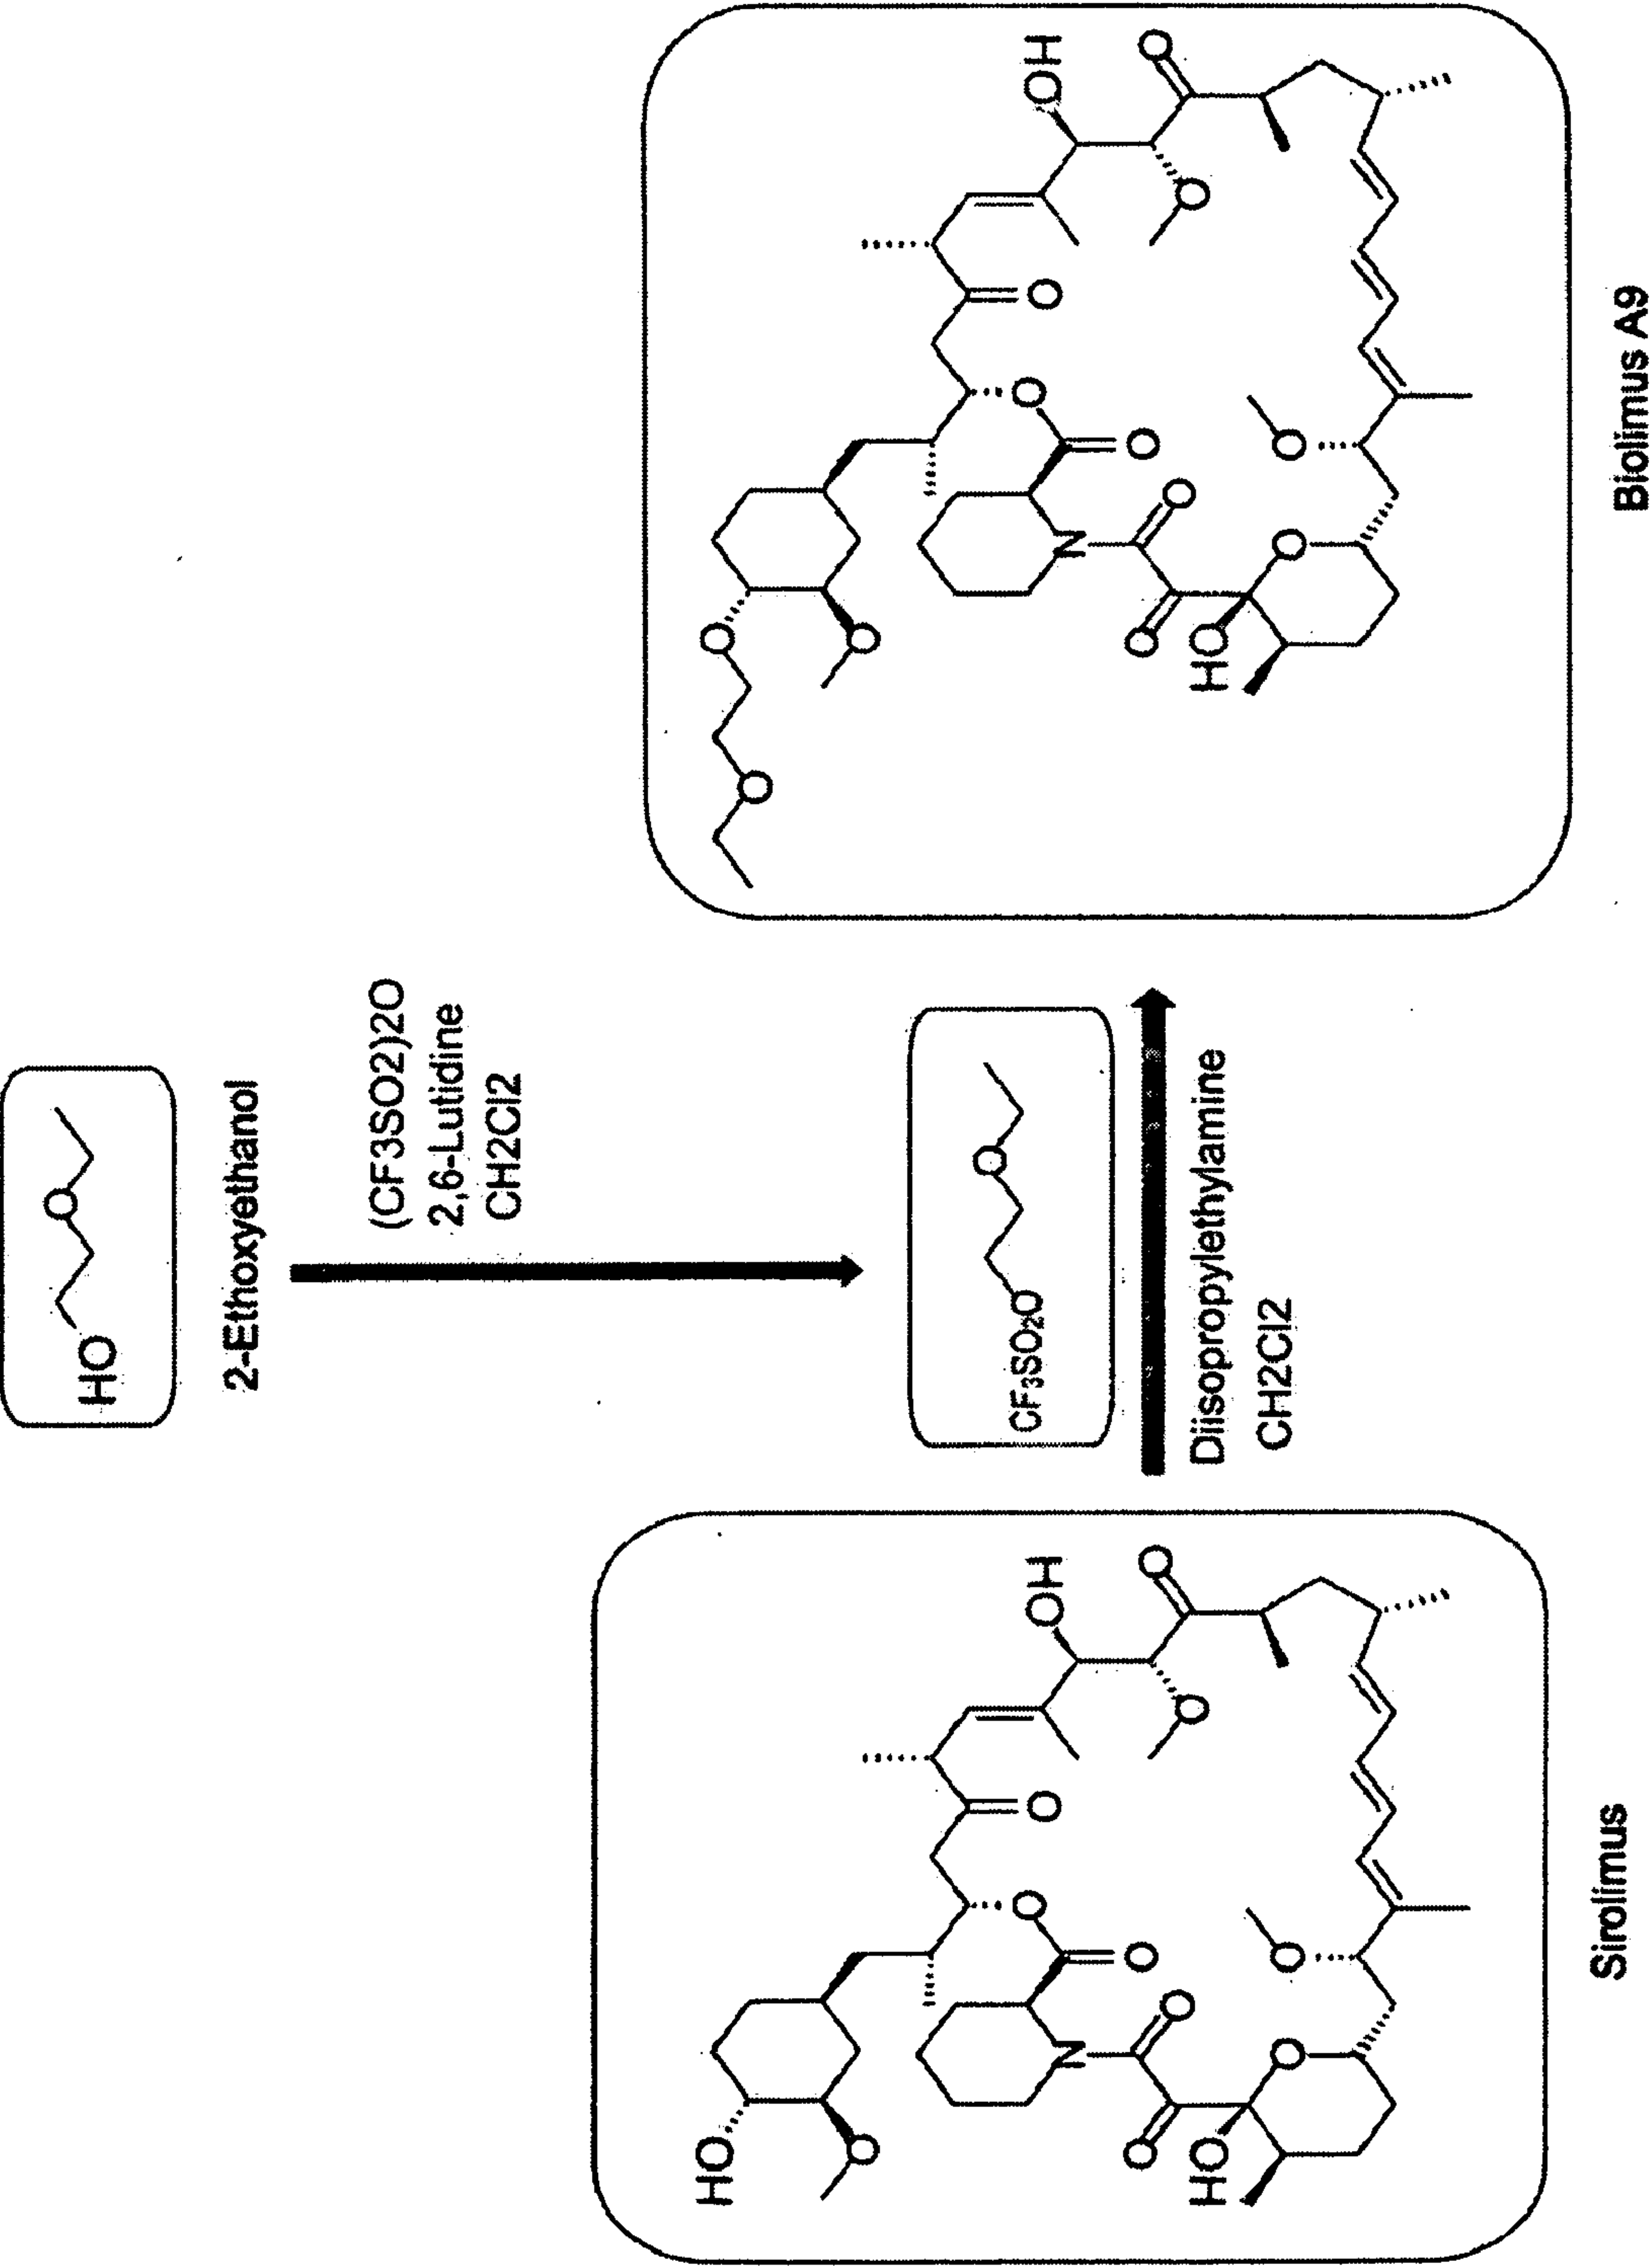 HO O
2-Ethoxyethanol
(CF3SO2)2O
2,6-Lutidine
CH2Cl2
CF₃SO₂O O
Diisopropylethylamine
CH2Cl2
HO
O
O O OH
N
O O O
O O
HO
O O
Sirolimus
O O
O
O O OH
N
O O O
O O
HO
O O
Biolimus A9